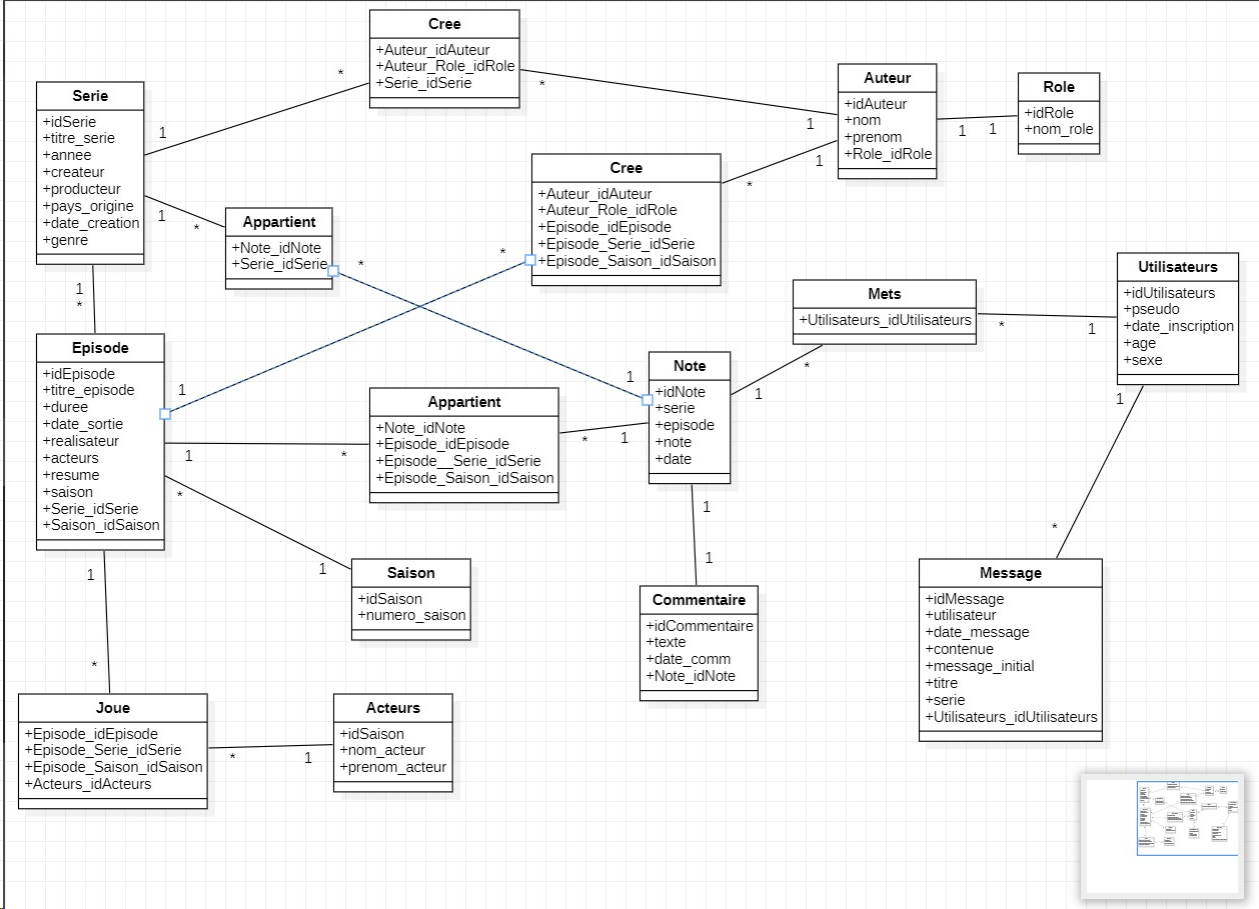 Cree
+Auteur_idAuteur
+Auteur_Role_idRole
+Serie_idSerie
*
*
1
1
Serie
+idSerie
+titre_serie
+annee
+createur
+producteur
+pays_origine
+date_creation
+genre
Auteur
+idAuteur
+nom
+prenom
+Role_idRole
1
1
Role
+idRole
+nom_role
Cree
+Auteur_idAuteur
+Auteur_Role_idRole
+Episode_idEpisode
+Episode_Serie_idSerie
+Episode_Saison_idSaison
1
*
*
1
*
Appartient
+Note_idNote
+Serie_idSerie
*
1
*
Utilisateurs
+idUtilisateurs
+pseudo
+date_inscription
+age
+sexe
Mets
+Utilisateurs_idUtilisateurs
*
1
*
1
Episode
+idEpisode
+titre_episode
+duree
+date_sortie
+realisateur
+acteurs
+resume
+saison
+Serie_idSerie
+Saison_idSaison
1
1
Note
+idNote
+serie
+episode
+note
+date
Appartient
+Note_idNote
+Episode_idEpisode
+Episode__Serie_idSerie
+Episode_Saison_idSaison
*
1
1
*
*
1
1
*
Saison
+idSaison
+numero_saison
1
1
Commentaire
+idCommentaire
+texte
+date_comm
+Note_idNote
Message
+idMessage
+utilisateur
+date_message
+contenue
+message_initial
+titre
+serie
+Utilisateurs_idUtilisateurs
1
*
Joue
+Episode_idEpisode
+Episode_Serie_idSerie
+Episode_Saison_idSaison
+Acteurs_idActeurs
*
1
Acteurs
+idSaison
+nom_acteur
+prenom_acteur